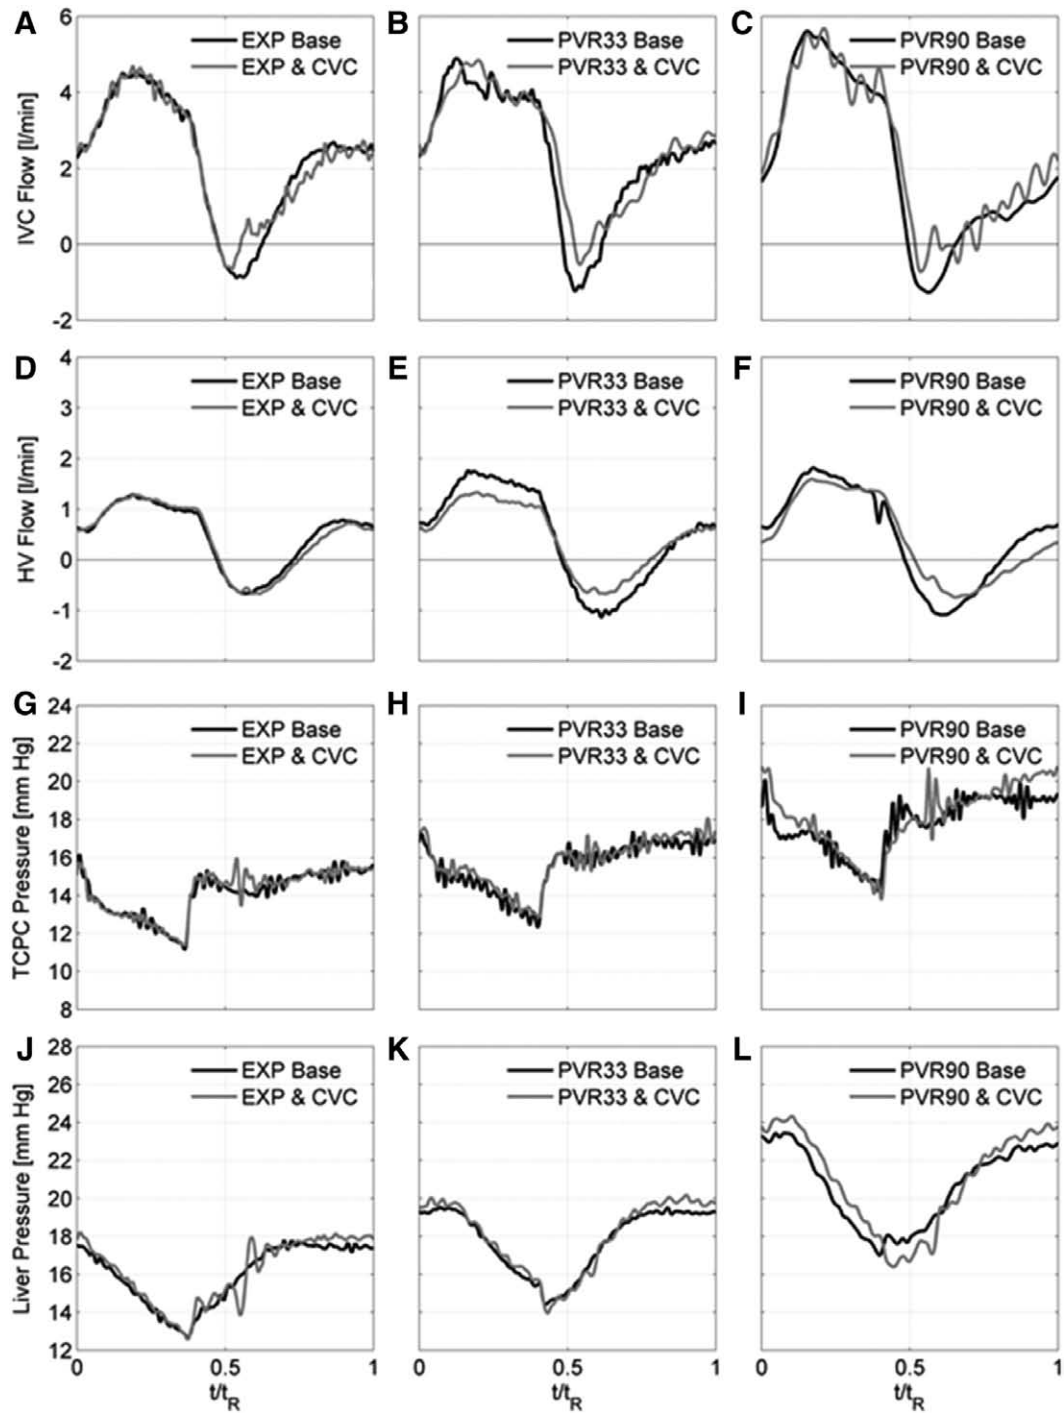 A
IVC Flow [l/min]
6
4
2
0
-2
EXP Base
EXP & CVC
B
PVR33 Base
PVR33 & CVC
C
PVR90 Base
PVR90 & CVC
D
HV Flow [l/min]
4
3
2
1
0
-1
-2
EXP Base
EXP & CVC
E
PVR33 Base
PVR33 & CVC
F
PVR90 Base
PVR90 & CVC
G
TCPC Pressure [mm Hg]
24
22
20
18
16
14
12
10
8
EXP Base
EXP & CVC
H
PVR33 Base
PVR33 & CVC
I
PVR90 Base
PVR90 & CVC
J
Liver Pressure [mm Hg]
28
26
24
22
20
18
16
14
12
EXP Base
EXP & CVC
0 0.5 1
t/tR
K
PVR33 Base
PVR33 & CVC
0 0.5 1
t/tR
L
PVR90 Base
PVR90 & CVC
0 0.5 1
t/tR